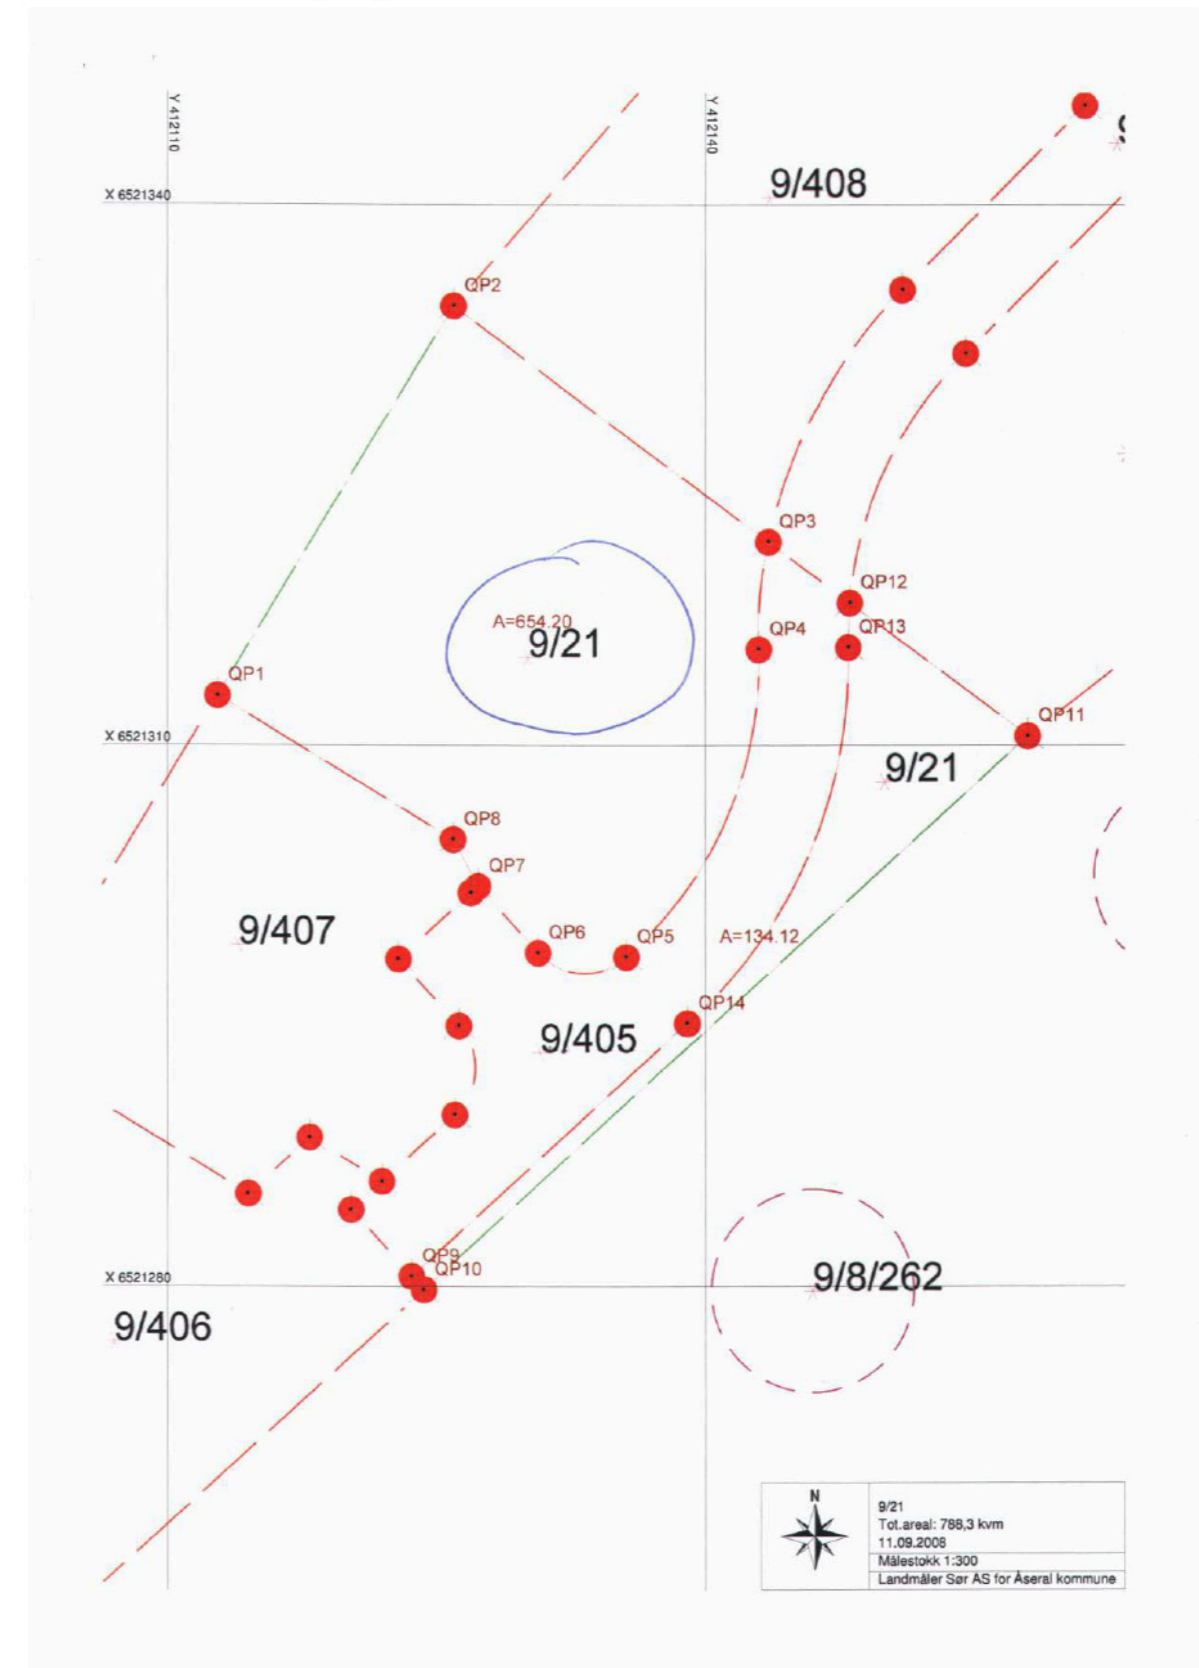 Y 412110
Y 412140
X 6521340
9/408
QP2
QP3
QP12
A=654.20
9/21
QP4
QP13
QP1
QP11
X 6521310
9/21
QP8
QP7
9/407
QP6
QP5
A=134.12
QP14
9/405
QP9
QP10
X 6521280
9/8/262
9/406
N
9/21
Tot.areal: 788,3 kvm
11.09.2008
Målestokk 1:300
Landmåler Sør AS for Åseral kommune